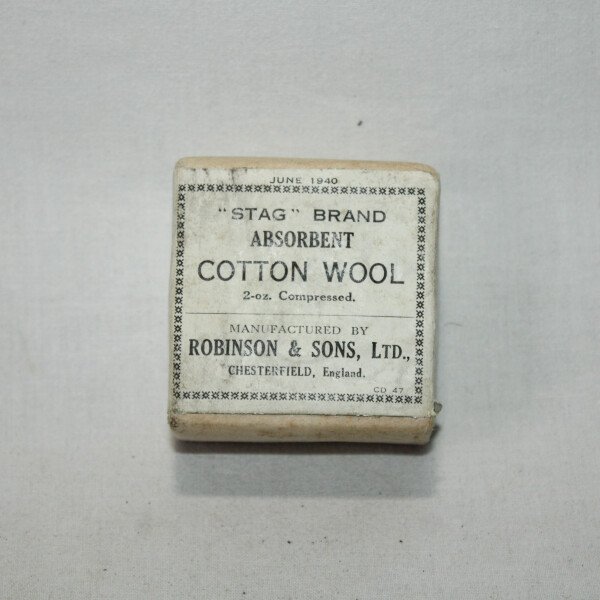 JUNE 1940
"STAG" BRAND
ABSORBENT
COTTON WOOL
2-oz. Compressed.
MANUFACTURED BY
ROBINSON & SONS, LTD.,
CHESTERFIELD, England.
CD 47